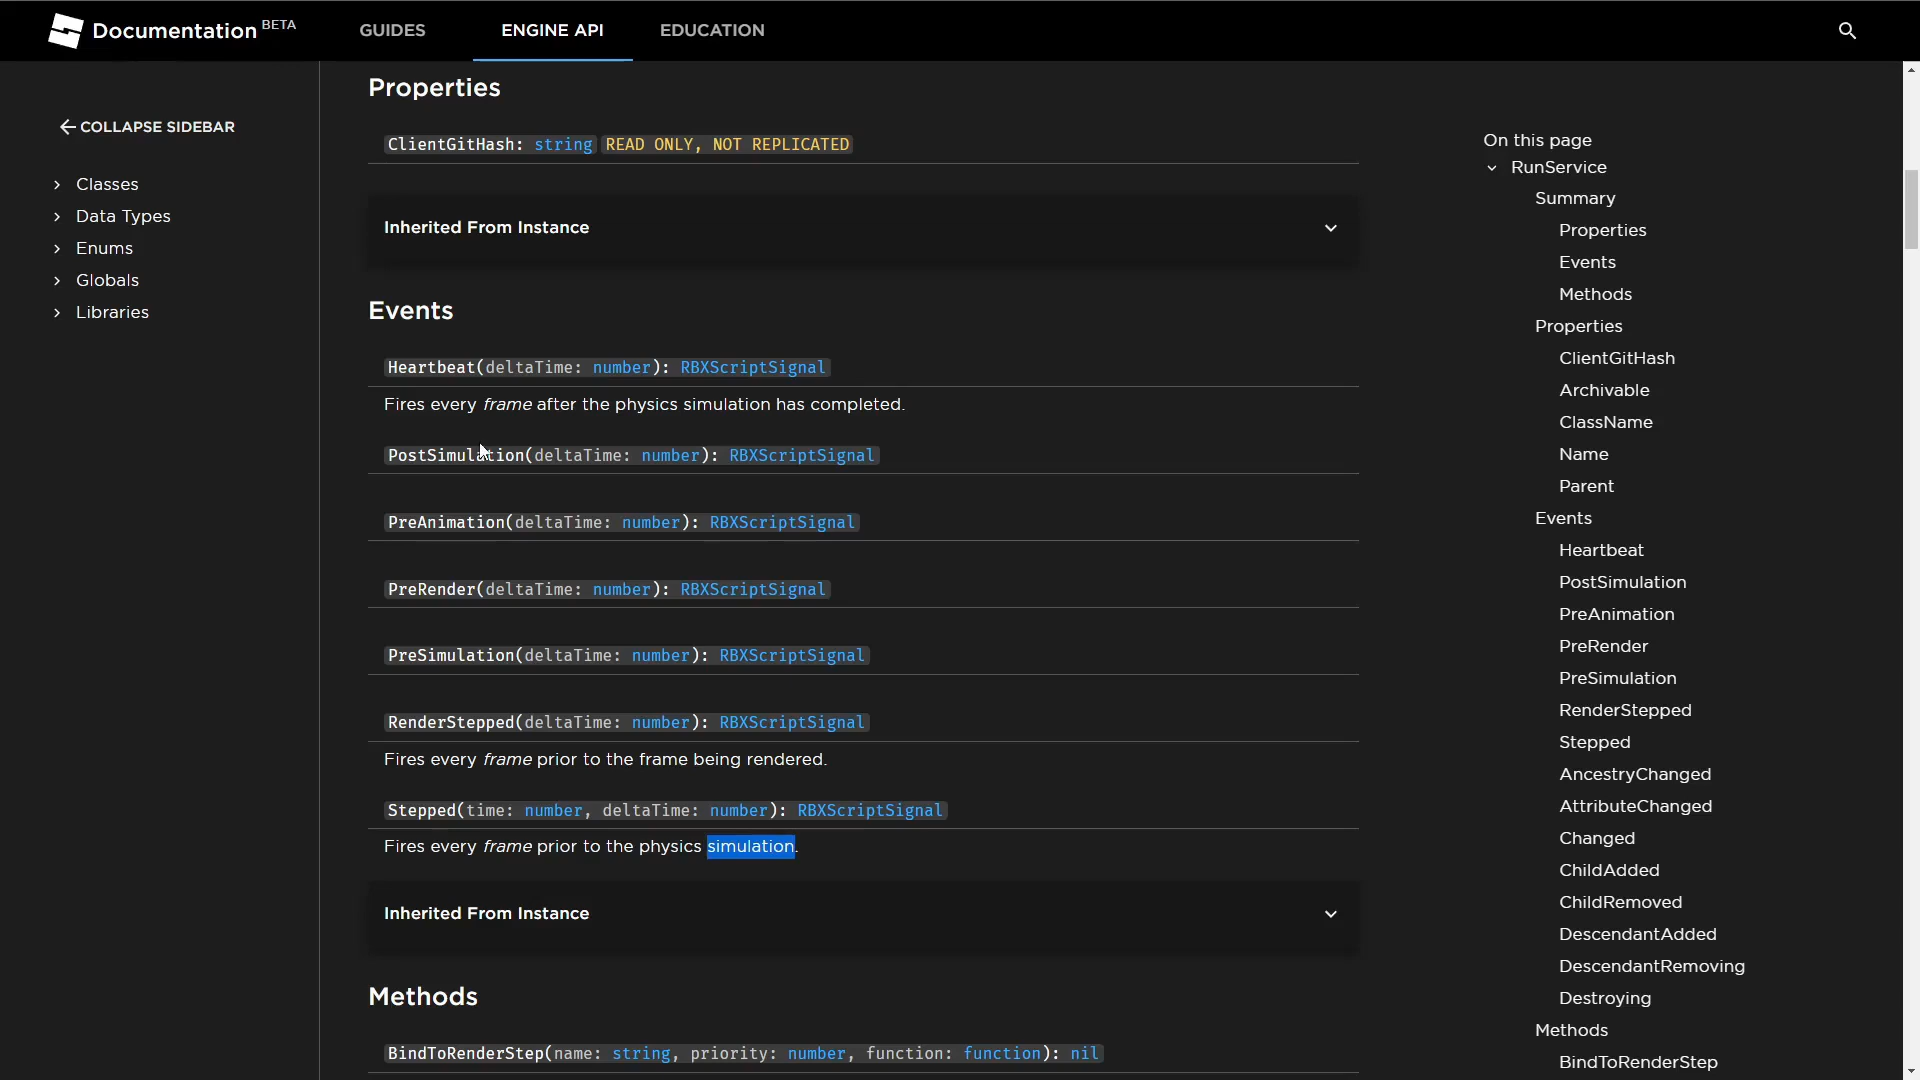 Documentation BETA
GUIDES
ENGINE API
EDUCATION
COLLAPSE SIDEBAR
Classes
Data Types
Enums
Globals
Libraries
Properties
ClientGitHash: string READ ONLY, NOT REPLICATED
Inherited From Instance
Events
Heartbeat(deltaTime: number): RBXScriptSignal
Fires every frame after the physics simulation has completed.
PostSimulation(deltaTime: number): RBXScriptSignal
PreAnimation(deltaTime: number): RBXScriptSignal
PreRender(deltaTime: number): RBXScriptSignal
PreSimulation(deltaTime: number): RBXScriptSignal
RenderStepped(deltaTime: number): RBXScriptSignal
Fires every frame prior to the frame being rendered.
Stepped(time: number, deltaTime: number): RBXScriptSignal
Fires every frame prior to the physics simulation.
Inherited From Instance
Methods
BindToRenderStep(name: string, priority: number, function: function): nil
On this page
RunService
Summary
Properties
Events
Methods
Properties
ClientGitHash
Archivable
ClassName
Name
Parent
Events
Heartbeat
PostSimulation
PreAnimation
PreRender
PreSimulation
RenderStepped
Stepped
AncestryChanged
AttributeChanged
Changed
ChildAdded
ChildRemoved
DescendantAdded
DescendantRemoving
Destroying
Methods
BindToRenderStep